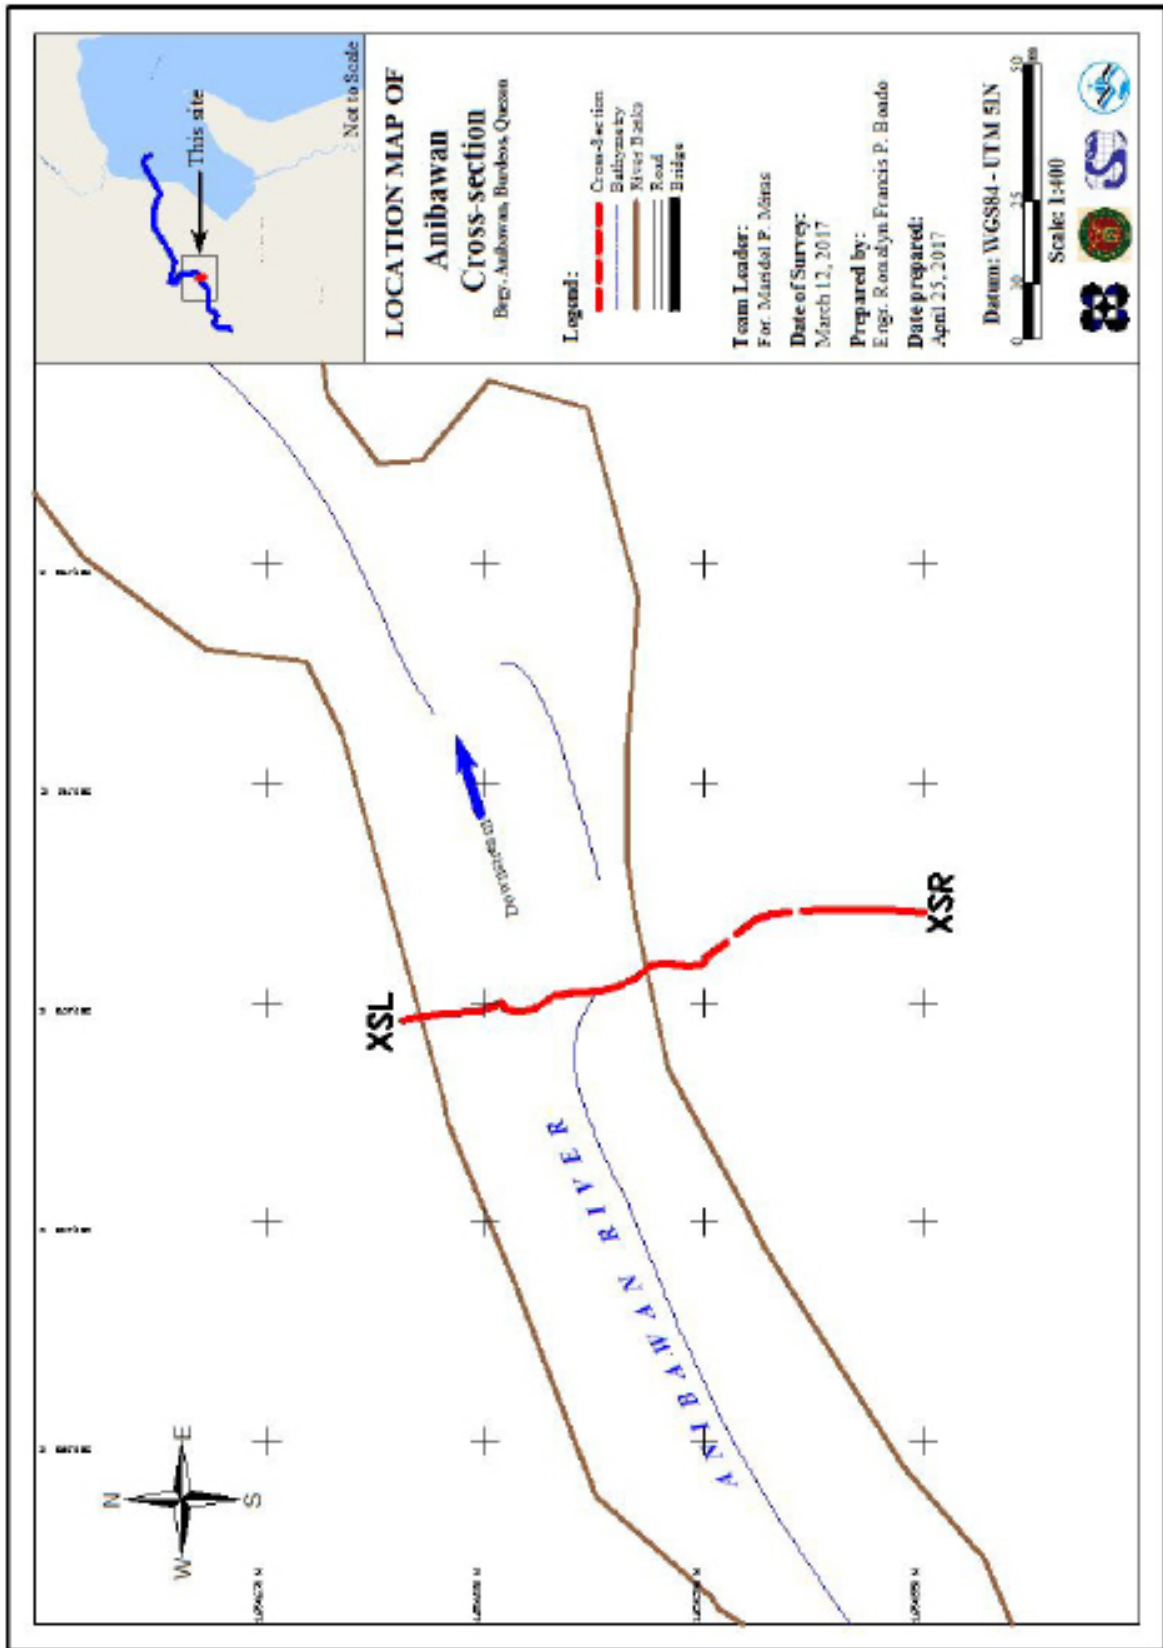 This site
Not to Scale
LOCATION MAP OF
Anibawan
Cross-section
Brgy. Anibawan, Burdeos, Quezon
Legend:
Cross-Section
Bathymetry
River Banks
Road
Bridge
Team Leader:
For. Maridel P. Miras
Date of Survey:
March 12, 2017
Prepared by:
Engr. Romalyn Francis P. Boado
Date prepared:
April 25, 2017
Datum: WGS84 - UTM 51N
0 10 25 50
m
Scale: 1:400
N
W E
S
XSL
Downstream
ANIBAWAN RIVER
XSR